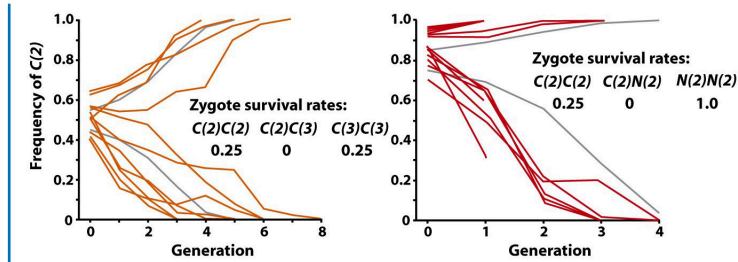 Frequency of C(2)
1.0
0.8
0.6
0.4
0.2
0
0 2 4 6 8
Generation
Zygote survival rates:
C(2)C(2) C(2)C(3) C(3)C(3)
0.25 0 0.25
1.0
0.8
0.6
0.4
0.2
0
0 1 2 3 4
Generation
Zygote survival rates:
C(2)C(2) C(2)N(2) N(2)N(2)
0.25 0 1.0